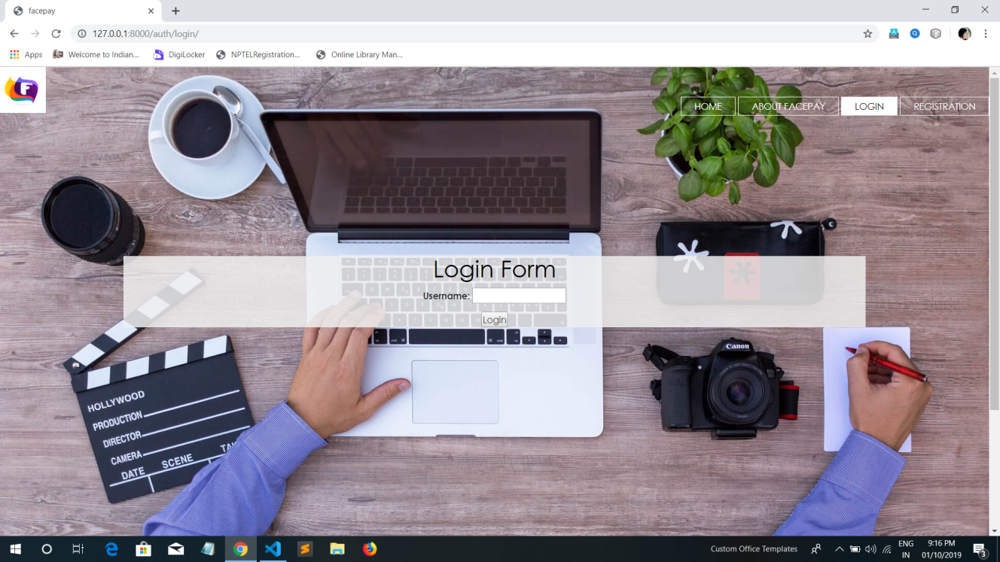 facepay
127.0.0.1:8000/auth/login/
Apps
Welcome to Indian...
DigiLocker
NPTELRegistration...
Online Library Man...
F
HOME
ABOUT FACEPAY
LOGIN
REGISTRATION
Login Form
Username:
Login
Canon
HOLLYWOOD
PRODUCTION
DIRECTOR
CAMERA
DATE SCENE
Custom Office Templates
ENG
IN
9:16 PM
01/10/2019
3